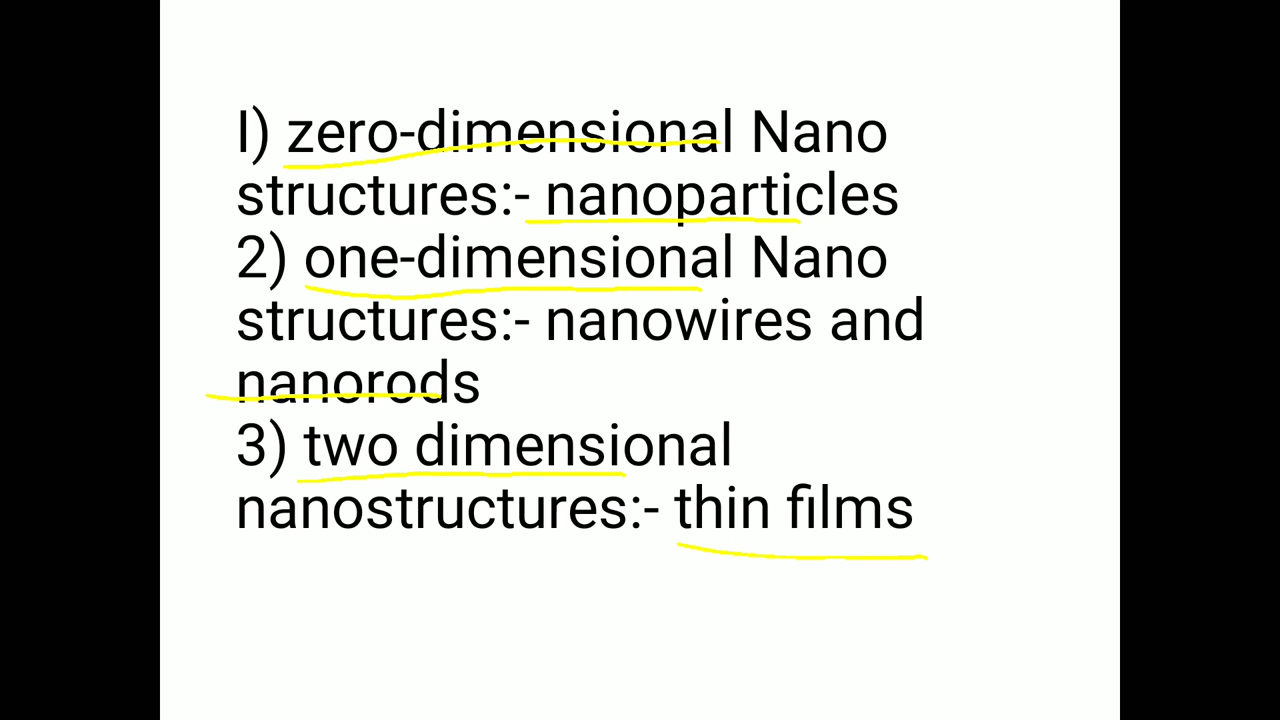 I) zero-dimensional Nano
structures:- nanoparticles
2) one-dimensional Nano
structures:- nanowires and
nanorods
3) two dimensional
nanostructures:- thin films